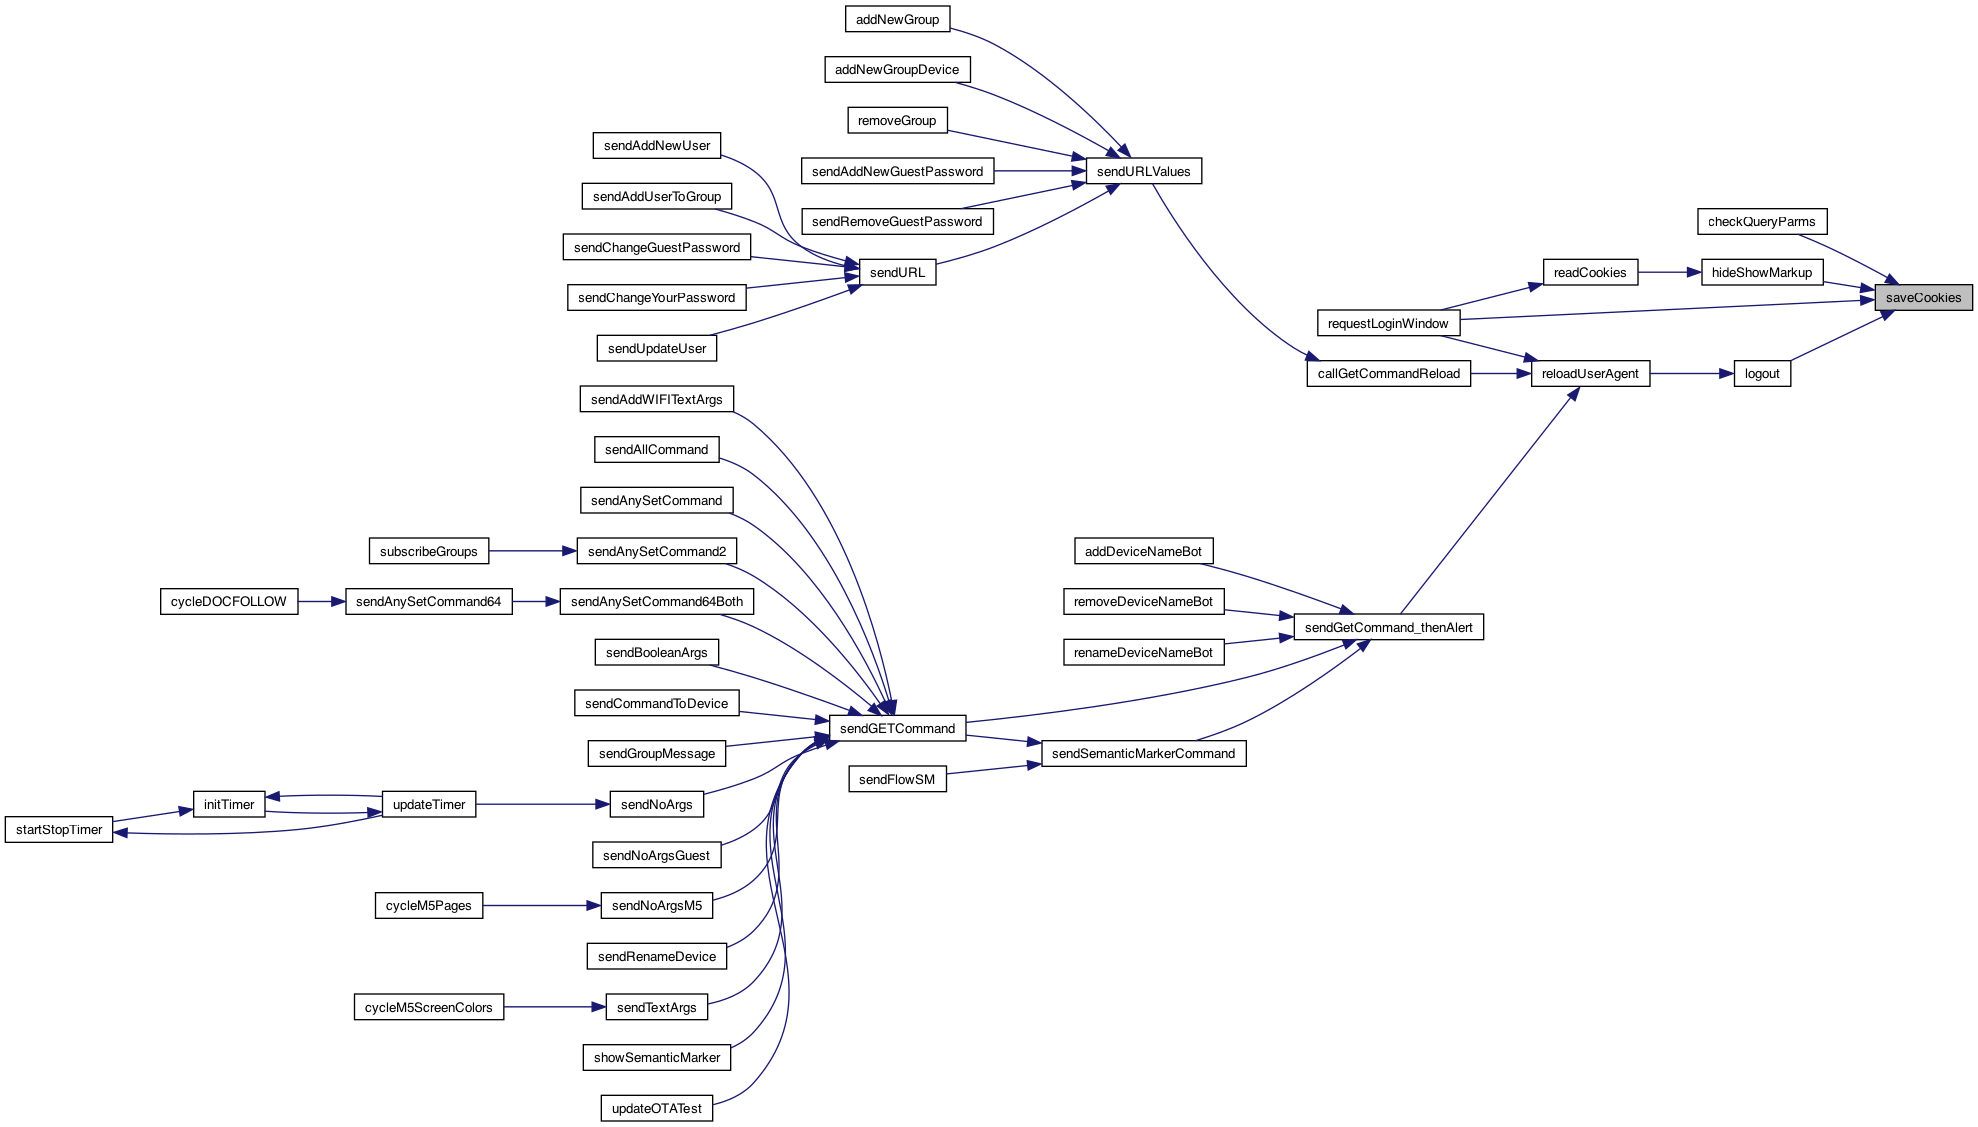 addNewGroup
addNewGroupDevice
removeGroup
sendAddNewUser
sendAddNewGuestPassword
sendURLValues
sendAddUserToGroup
sendRemoveGuestPassword
checkQueryParms
sendChangeGuestPassword
sendURL
readCookies
hideShowMarkup
sendChangeYourPassword
saveCookies
requestLoginWindow
sendUpdateUser
callGetCommandReload
reloadUserAgent
logout
sendAddWIFITextArgs
sendAllCommand
sendAnySetCommand
subscribeGroups
sendAnySetCommand2
addDeviceNameBot
cycleDOCFOLLOW
sendAnySetCommand64
sendAnySetCommand64Both
removeDeviceNameBot
sendGetCommand_thenAlert
sendBooleanArgs
renameDeviceNameBot
sendCommandToDevice
sendGETCommand
sendGroupMessage
sendSemanticMarkerCommand
sendFlowSM
initTimer
updateTimer
sendNoArgs
startStopTimer
sendNoArgsGuest
cycleM5Pages
sendNoArgsM5
sendRenameDevice
cycleM5ScreenColors
sendTextArgs
showSemanticMarker
updateOTATest